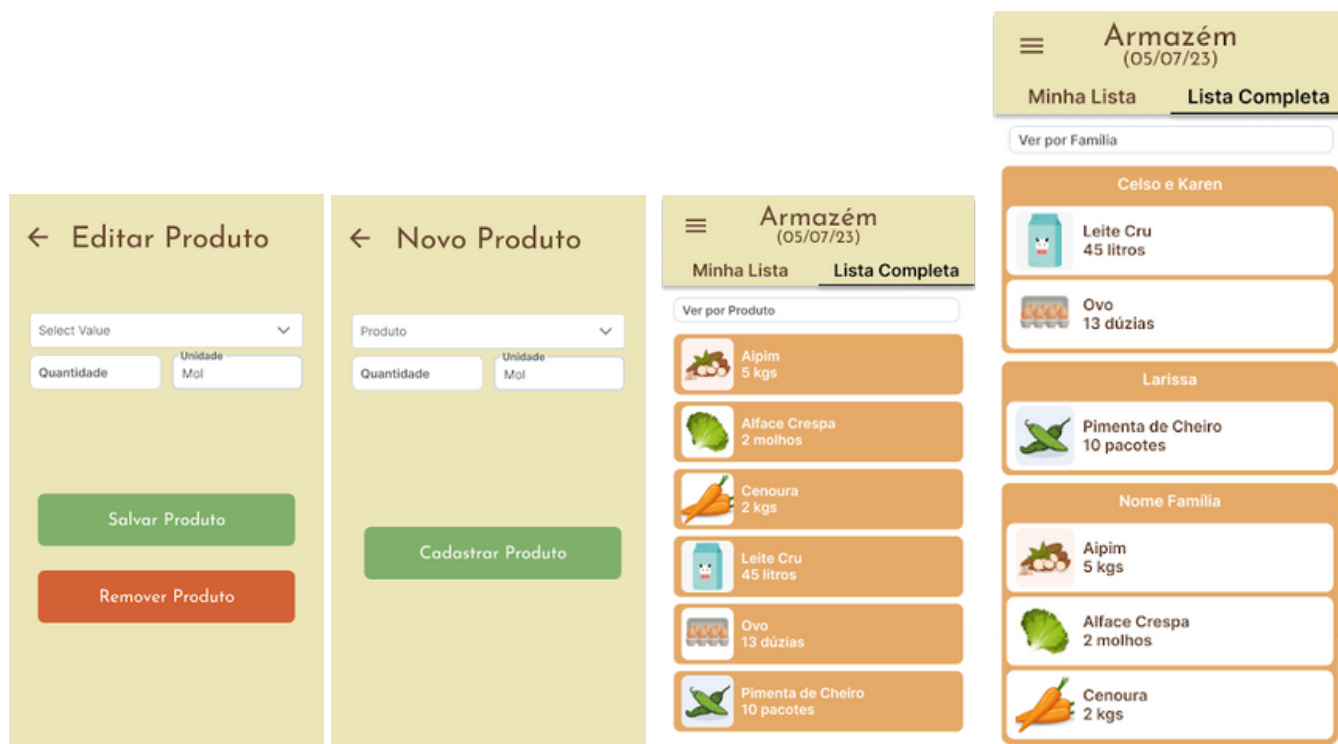 Editar Produto
Select Value
Quantidade
Unidade
Mol
Salvar Produto
Remover Produto
Novo Produto
Produto
Quantidade
Unidade
Mol
Cadastrar Produto
Armazém
(05/07/23)
Minha Lista
Lista Completa
Ver por Produto
Aipim
5 kgs
Alface Crespa
2 molhos
Cenoura
2 kgs
Leite Cru
45 litros
Ovo
13 dúzias
Pimenta de Cheiro
10 pacotes
Armazém
(05/07/23)
Minha Lista
Lista Completa
Ver por Família
Celso e Karen
Leite Cru
45 litros
Ovo
13 dúzias
Larissa
Pimenta de Cheiro
10 pacotes
Nome Família
Aipim
5 kgs
Alface Crespa
2 molhos
Cenoura
2 kgs